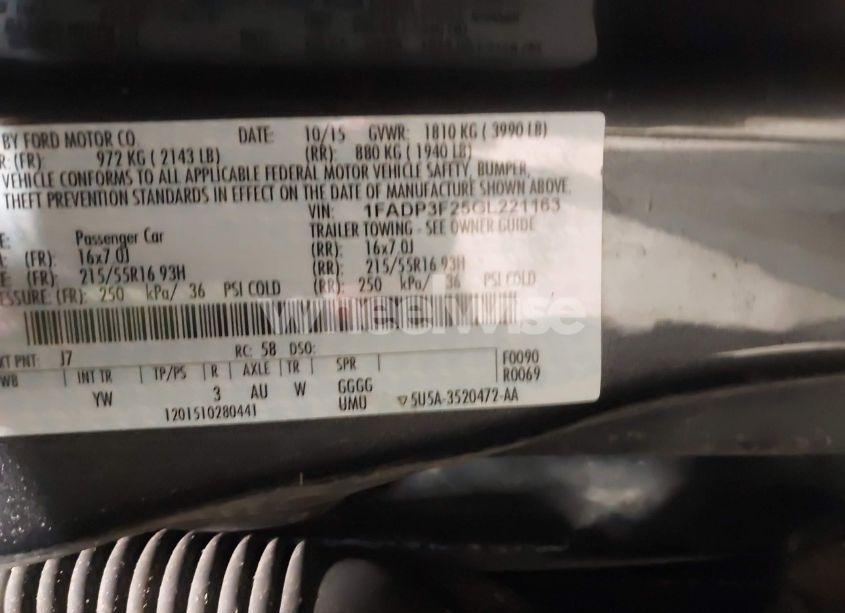 BY FORD MOTOR CO. DATE: 10/15 GVWR: 1810 KG ( 3990 LB)
R: (FR): 972 KG ( 2143 LB) (RR): 880 KG ( 1940 LB)
VEHICLE CONFORMS TO ALL APPLICABLE FEDERAL MOTOR VEHICLE SAFETY, BUMPER,
THEFT PREVENTION STANDARDS IN EFFECT ON THE DATE OF MANUFACTURE SHOWN ABOVE.
VIN: 1FADP3F25GL221163
E: Passenger Car TRAILER TOWING - SEE OWNER GUIDE
(FR): 16x7.0J (RR): 16x7.0J
E: (FR): 215/55R16 93H (RR): 215/55R16 93H
ESSURE: (FR): 250 kPa/ 36 PSI COLD (RR): 250 kPa/ 36 PSI COLD
wheelwise
XT PNT: J7 RC: 58 DSO: F0090
WB INT TR TP/PS R AXLE TR SPR R0069
YW 3 AU W GGGG
1201510280441 UMU 5U5A-3520472-AA